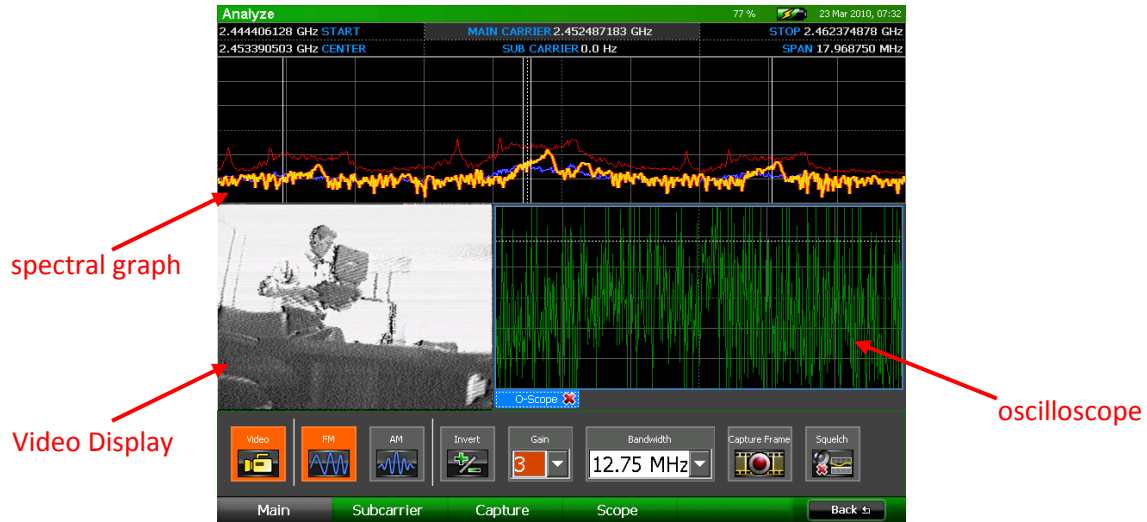 Analyze 77 % 23 Mar 2010, 07:32
2.444406128 GHz START MAIN CARRIER 2.452487183 GHz STOP 2.462374878 GHz
2.453390503 GHz CENTER SUB CARRIER 0.0 Hz SPAN 17.968750 MHz
spectral graph
Video Display
O-Scope
oscilloscope
Video FM AM Invert Gain Bandwidth Capture Frame Squelch
3 12.75 MHz
Main Subcarrier Capture Scope Back